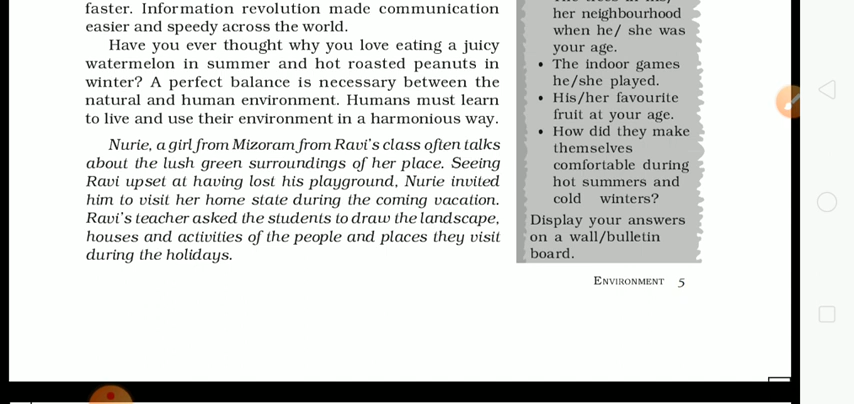 faster. Information revolution made communication
easier and speedy across the world.
Have you ever thought why you love eating a juicy
watermelon in summer and hot roasted peanuts in
winter? A perfect balance is necessary between the
natural and human environment. Humans must learn
to live and use their environment in a harmonious way.
Nurie, a girl from Mizoram from Ravi's class often talks
about the lush green surroundings of her place. Seeing
Ravi upset at having lost his playground, Nurie invited
him to visit her home state during the coming vacation.
Ravi's teacher asked the students to draw the landscape,
houses and activities of the people and places they visit
during the holidays.
her neighbourhood
when he/ she was
your age.
• The indoor games
he/she played.
• His/her favourite
fruit at your age.
• How did they make
themselves
comfortable during
hot summers and
cold winters?
Display your answers
on a wall/bulletin
board.
Environment 5